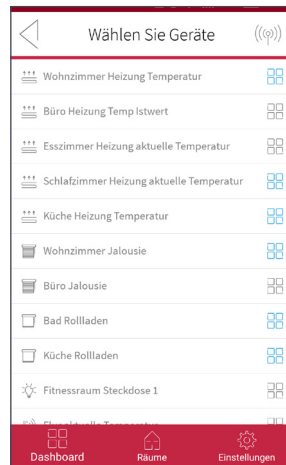 Wählen Sie Geräte
Wohnzimmer Heizung Temperatur
Büro Heizung Temp Istwert
Esszimmer Heizung aktuelle Temperatur
Schlafzimmer Heizung aktuelle Temperatur
Küche Heizung Temperatur
Wohnzimmer Jalousie
Büro Jalousie
Bad Rollladen
Küche Rollladen
Fitnessraum Steckdose 1
Dashboard
Räume
Einstellungen